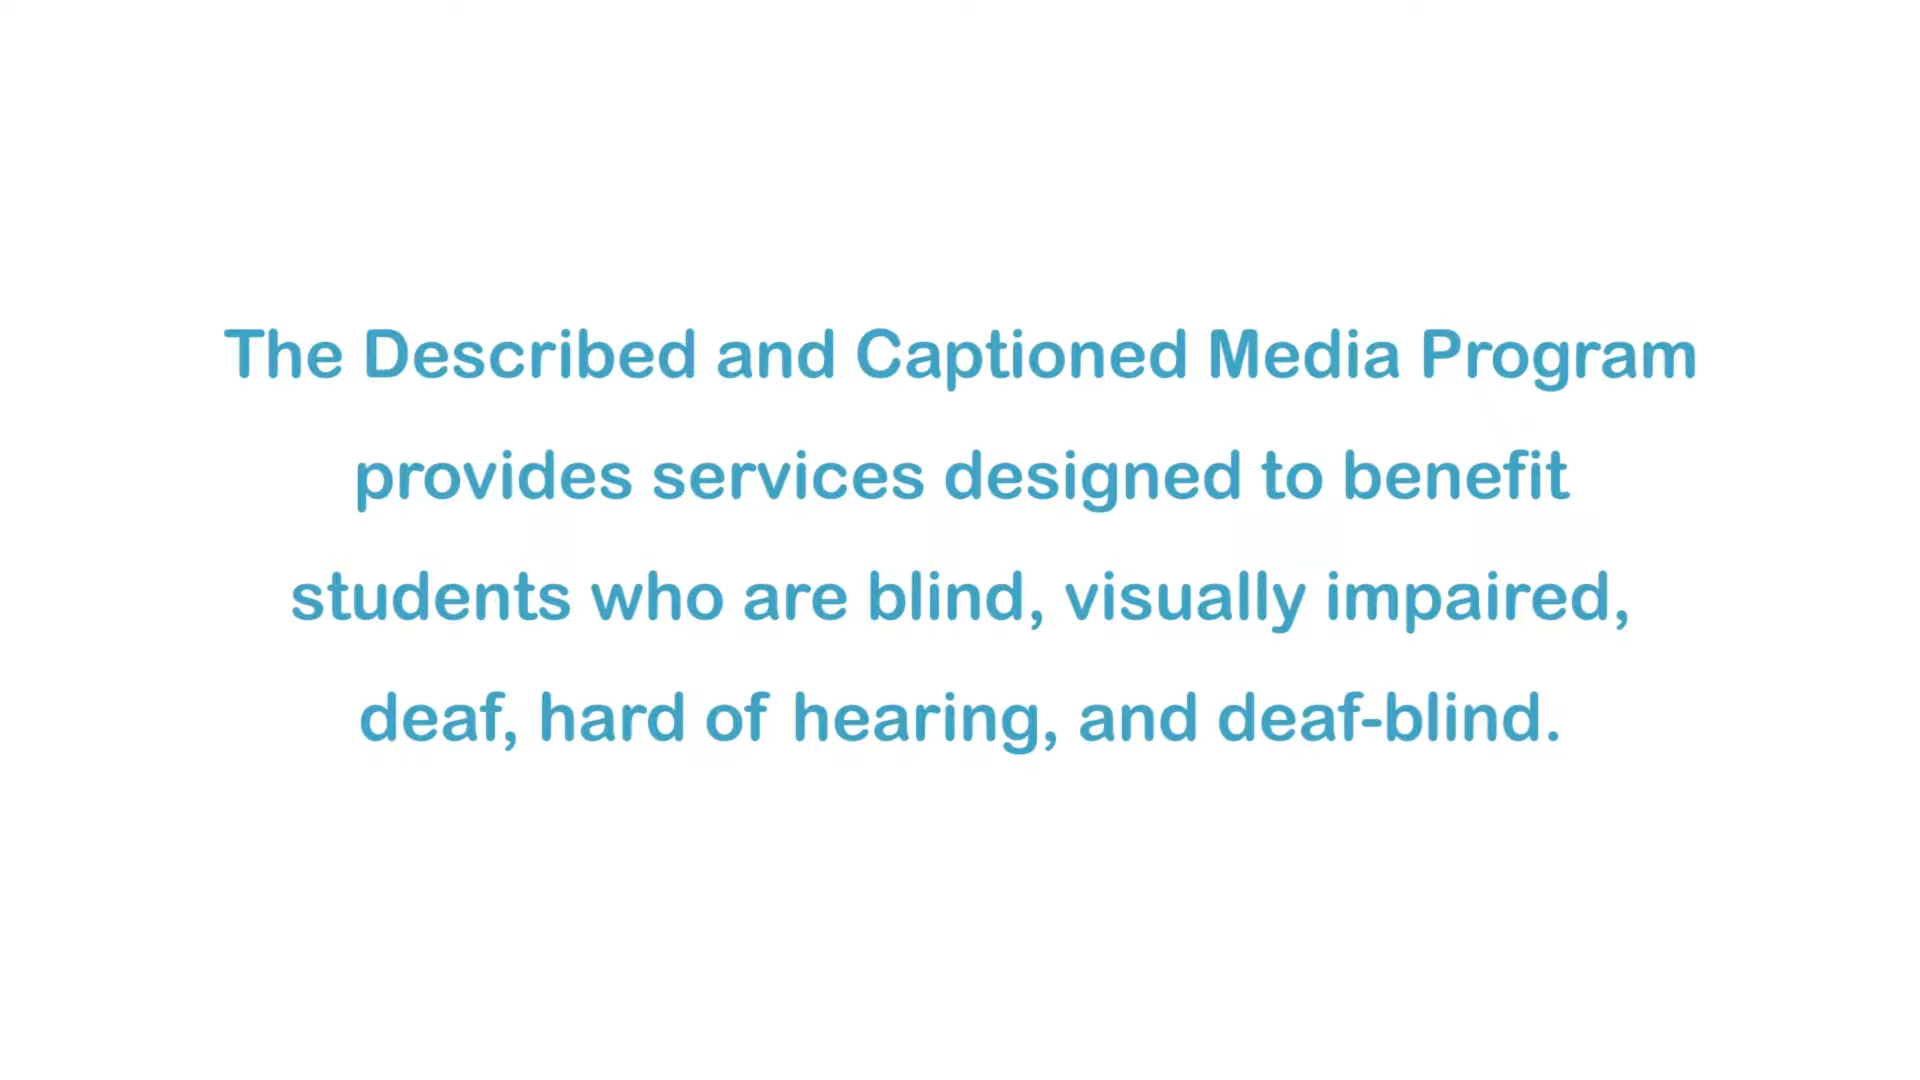 The Described and Captioned Media Program
provides services designed to benefit
students who are blind, visually impaired,
deaf, hard of hearing, and deaf-blind.